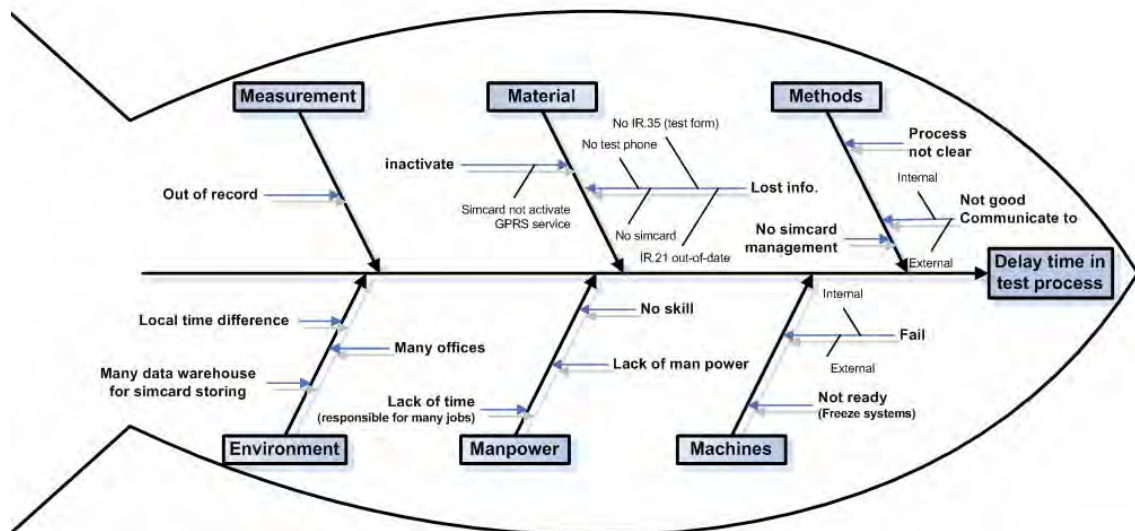 Measurement
Material
Methods
No IR.35 (test form)
No test phone
Process
not clear
inactivate
Internal
Out of record
Lost info.
Not good
Communicate to
Simcard not activate
GPRS service
No simcard
No simcard
management
IR.21 out-of-date
External
Delay time in
test process
Local time difference
No skill
Internal
Many offices
Fail
Many data warehouse
for simcard storing
Lack of man power
External
Lack of time
(responsible for many jobs)
Not ready
(Freeze systems)
Environment
Manpower
Machines